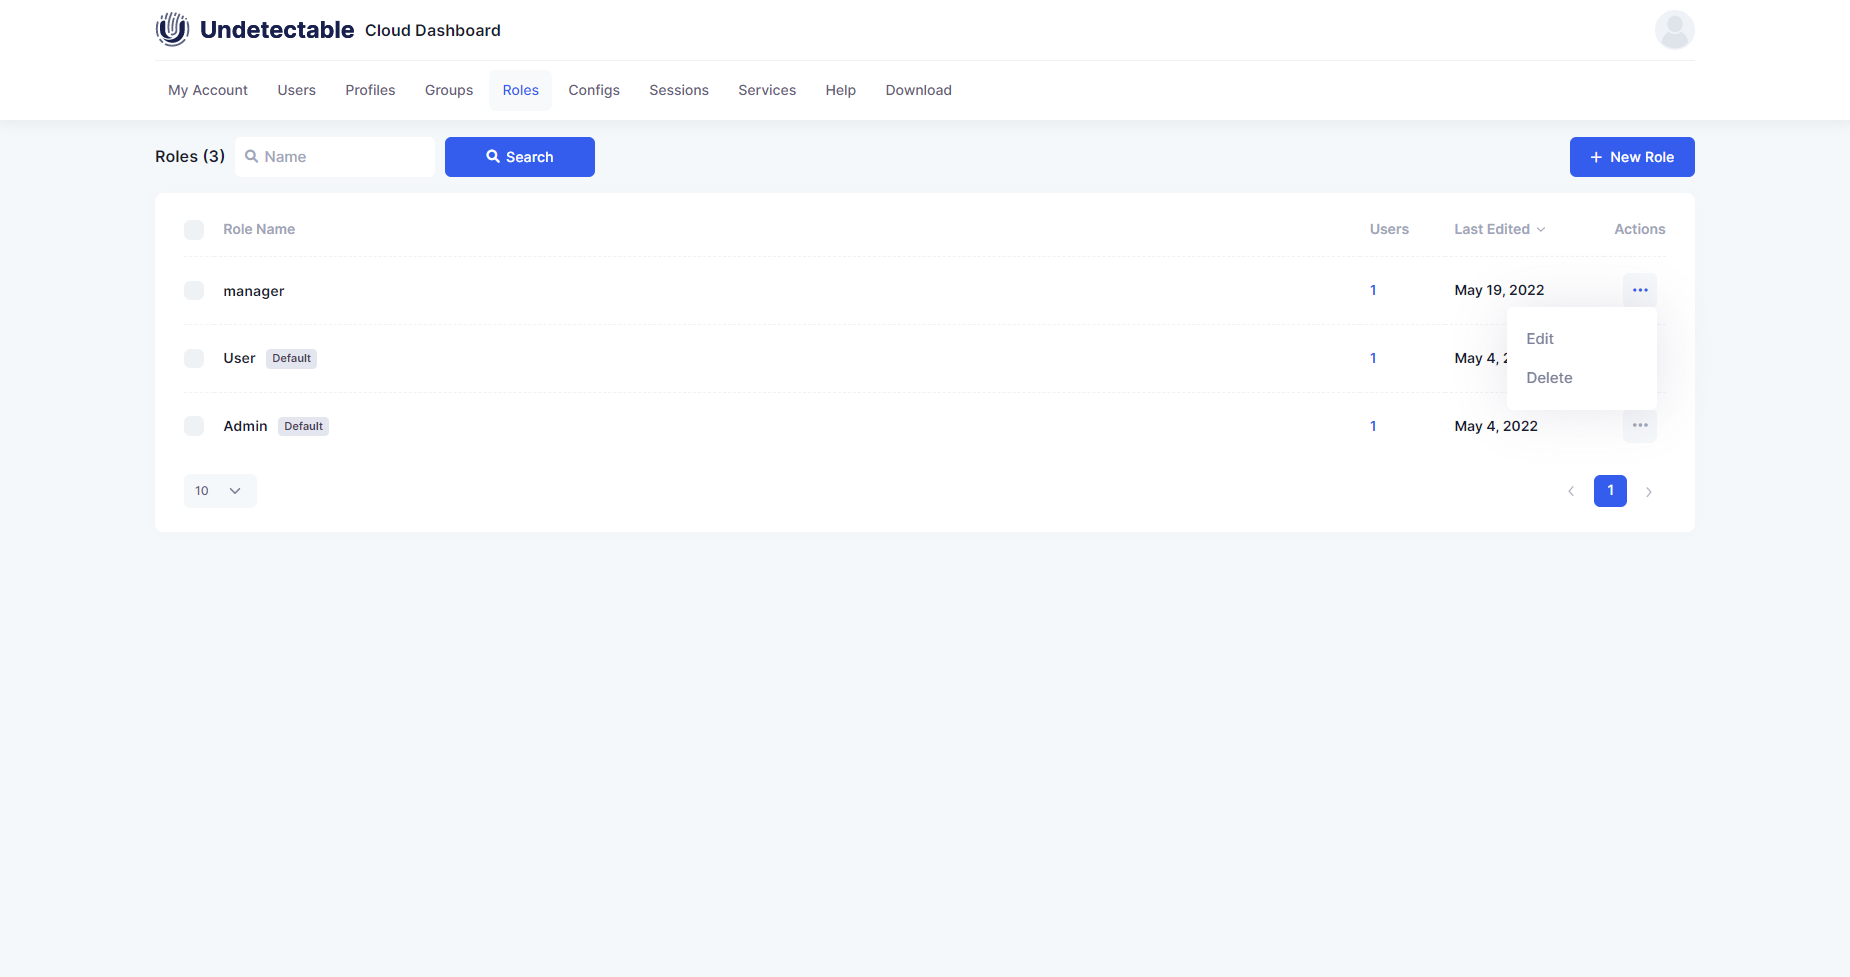 Undetectable Cloud Dashboard
My Account Users Profiles Groups Roles Configs Sessions Services Help Download
Roles (3) Name Search + New Role
Role Name Users Last Edited Actions
manager 1 May 19, 2022
Edit
User Default 1 May 4, 2
Delete
Admin Default 1 May 4, 2022
10 1